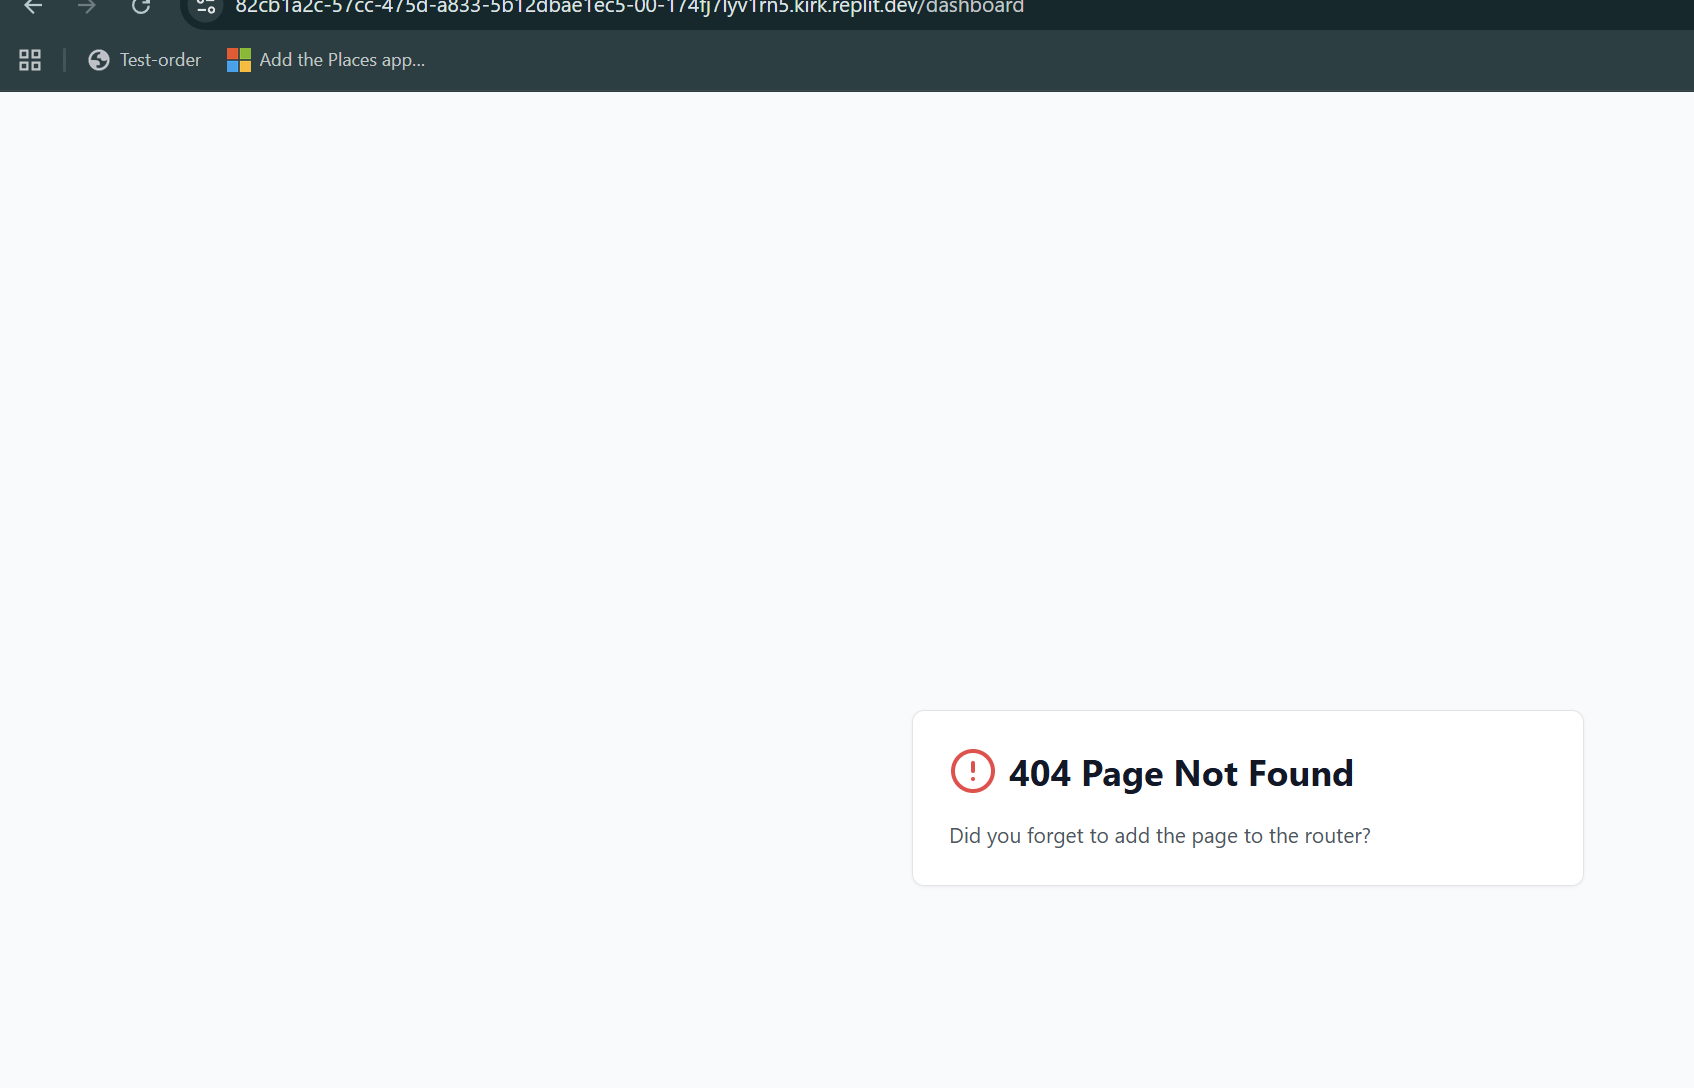 82cb1a2c-57cc-475d-a833-5b12dbae1ec5-00-174fj7lyv1rn5.kirk.replit.dev/dashboard
Test-order
Add the Places app...
404 Page Not Found
Did you forget to add the page to the router?